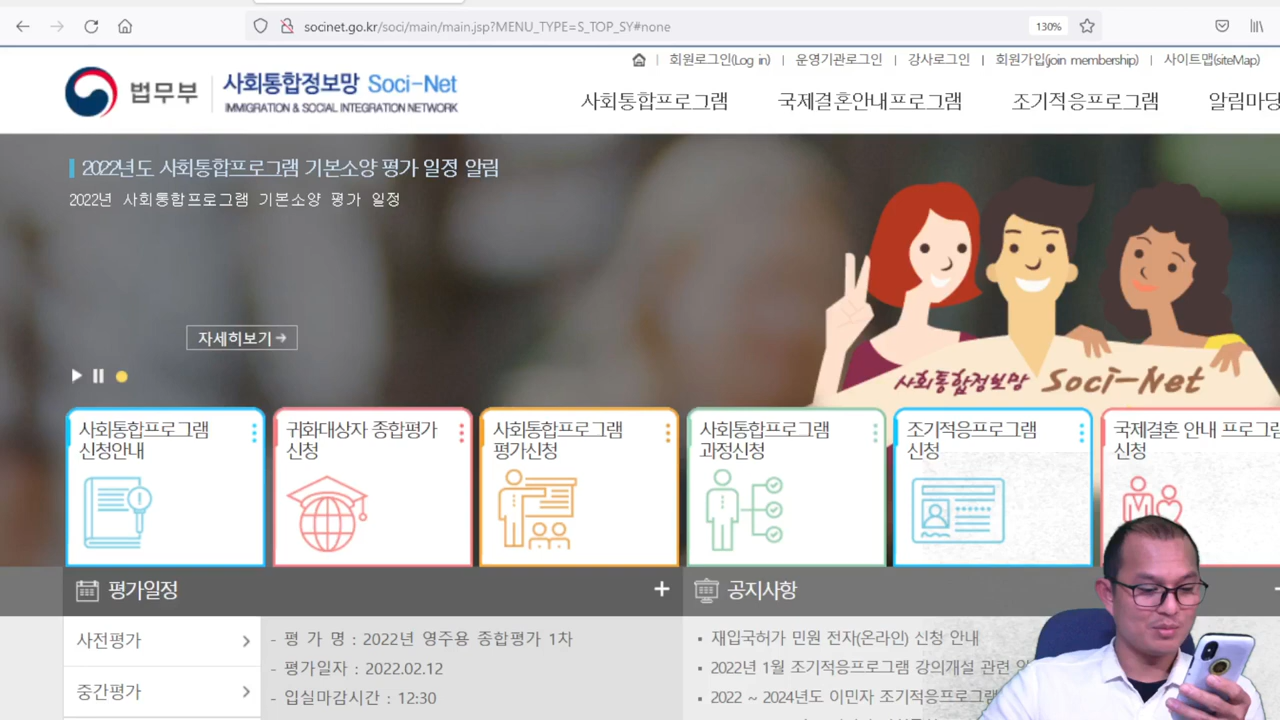 socinet.go.kr/soci/main/main.jsp?MENU_TYPE=S_TOP_SY#none
130%
회원로그인(Log in) | 운영기관로그인 | 강사로그인 | 회원가입(join membership) | 사이트맵(siteMap)
법무부
사회통합정보망 Soci-Net
IMMIGRATION & SOCIAL INTEGRATION NETWORK
사회통합프로그램 국제결혼안내프로그램 조기적응프로그램 알림마당
2022년도 사회통합프로그램 기본소양 평가 일정 알림
2022년 사회통합프로그램 기본소양 평가 일정
자세히보기
사회통합정보망 Soci-Net
사회통합프로그램
신청안내
귀화대상자 종합평가
신청
사회통합프로그램
평가신청
사회통합프로그램
과정신청
조기적응프로그램
신청
국제결혼 안내 프로그
신청
평가일정
사전평가
중간평가
- 평 가 명 : 2022년 영주용 종합평가 1차
- 평가일자 : 2022.02.12
- 입실마감시간 : 12:30
공지사항
재입국허가 민원 전자(온라인) 신청 안내
2022년 1월 조기적응프로그램 강의개설 관련
2022 ~ 2024년도 이민자 조기적응프로그램